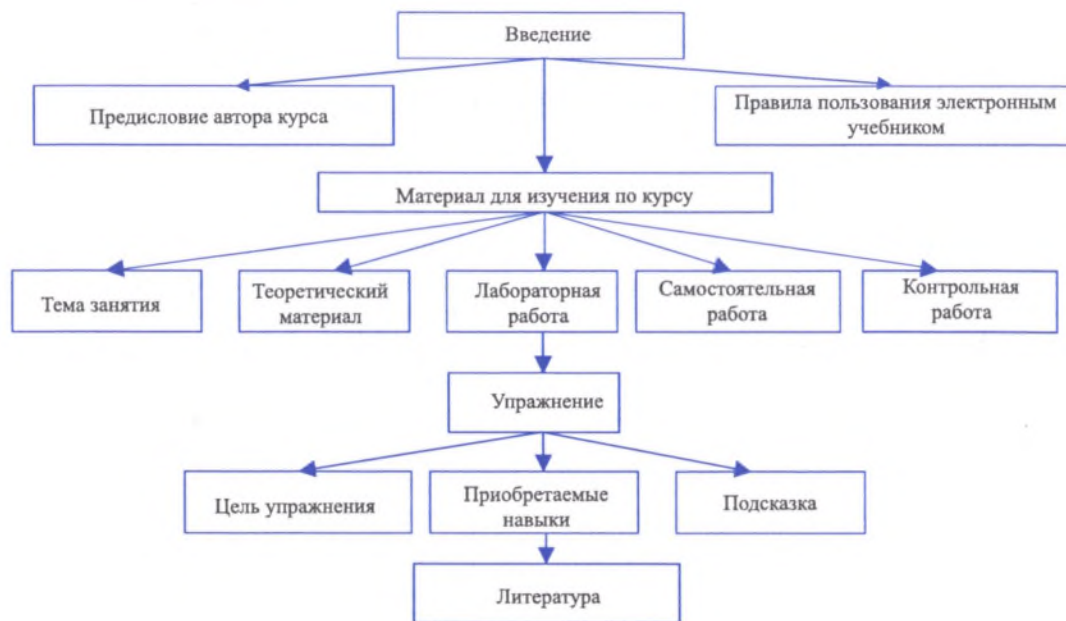 Введение
Предисловие автора курса
Правила пользования электронным
учебником
Материал для изучения по курсу
Тема занятия
Теоретический
материал
Лабораторная
работа
Самостоятельная
работа
Контрольная
работа
Упражнение
Цель упражнения
Приобретаемые
навыки
Подсказка
Литература